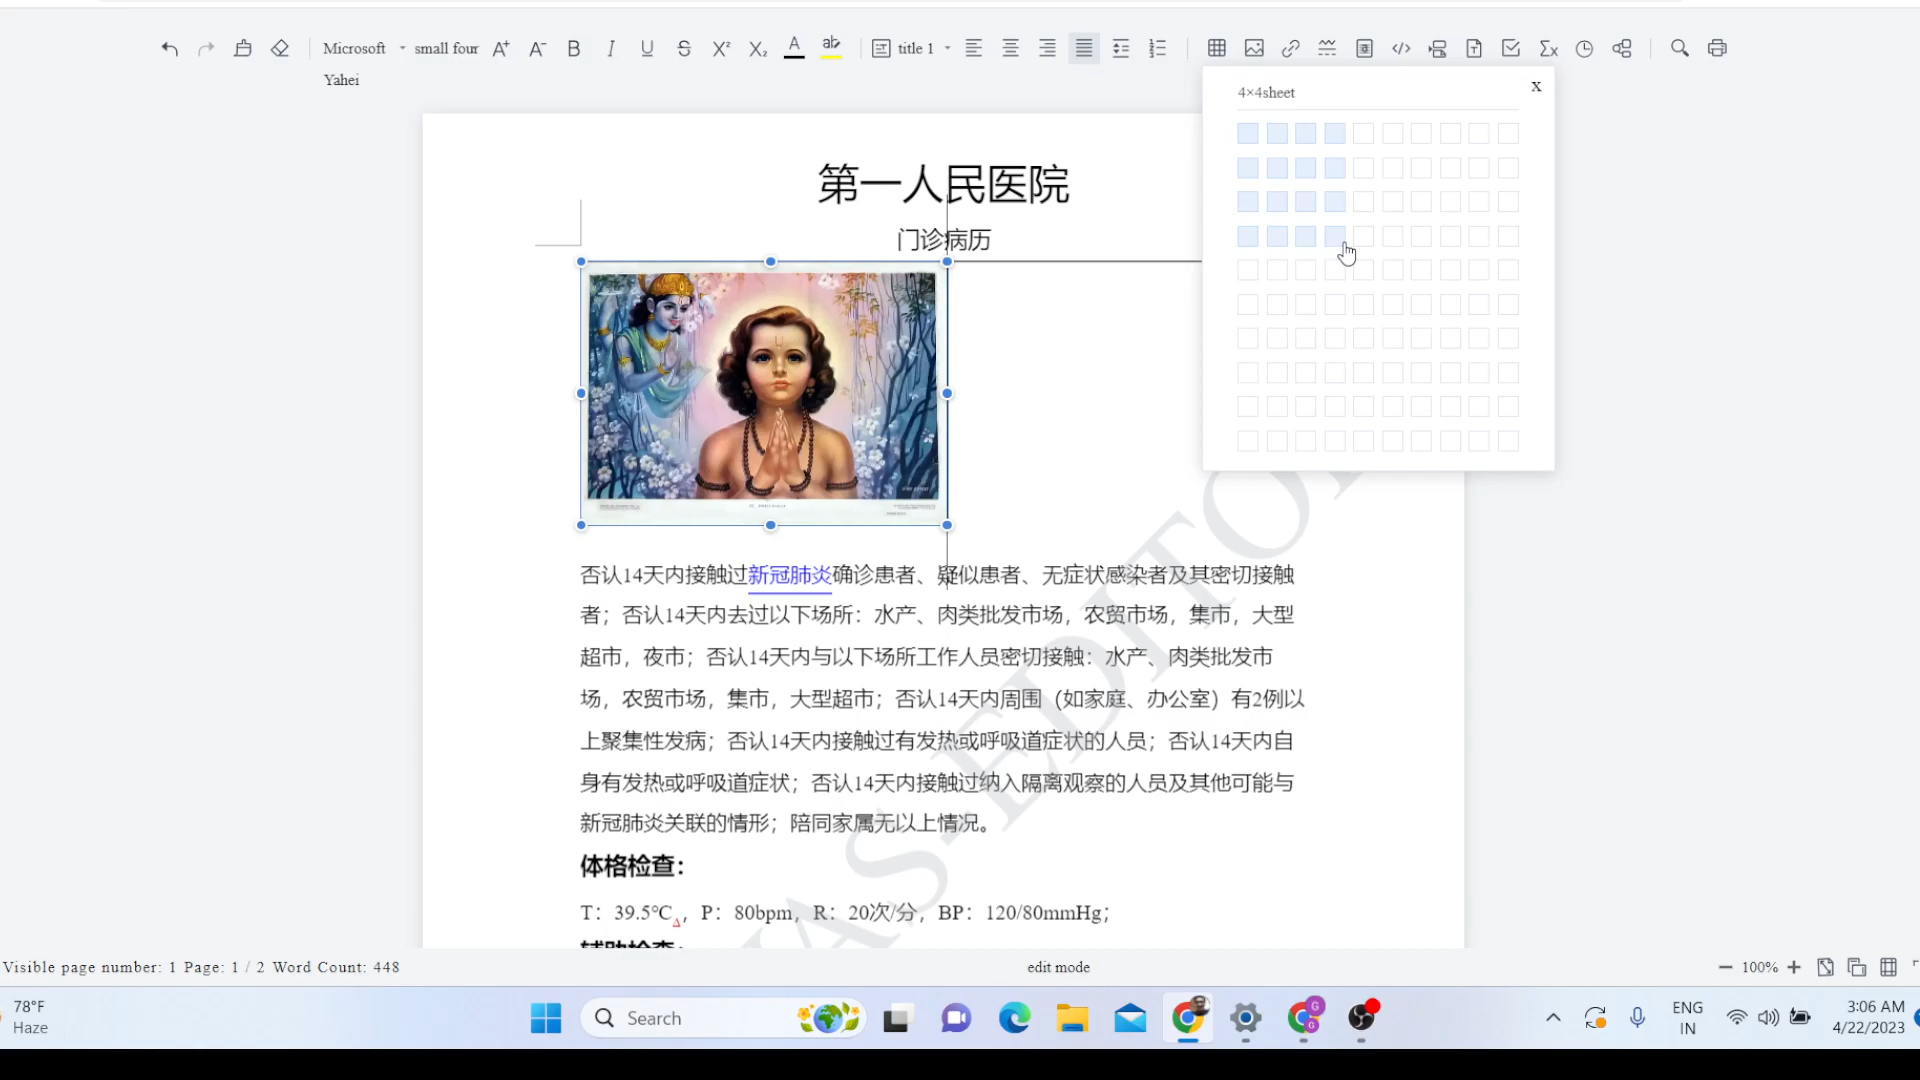 Microsoft Yahei
small four
title 1
4×4sheet
X
第一人民医院
门诊病历
否认14天内接触过新冠肺炎确诊患者、疑似患者、无症状感染者及其密切接触
者；否认14天内去过以下场所：水产、肉类批发市场，农贸市场，集市，大型
超市，夜市；否认14天内与以下场所工作人员密切接触：水产、肉类批发市
场，农贸市场，集市，大型超市；否认14天内周围（如家庭、办公室）有2例以
上聚集性发病；否认14天内接触过有发热或呼吸道症状的人员；否认14天内自
身有发热或呼吸道症状；否认14天内接触过纳入隔离观察的人员及其他可能与
新冠肺炎关联的情形；陪同家属无以上情况。
体格检查：
T：39.5℃，P：80bpm，R：20次/分，BP：120/80mmHg；
辅助检查：
Visible page number: 1 Page: 1 / 2 Word Count: 448
edit mode
100%
78°F
Haze
Search
ENG
IN
3:06 AM
4/22/2023